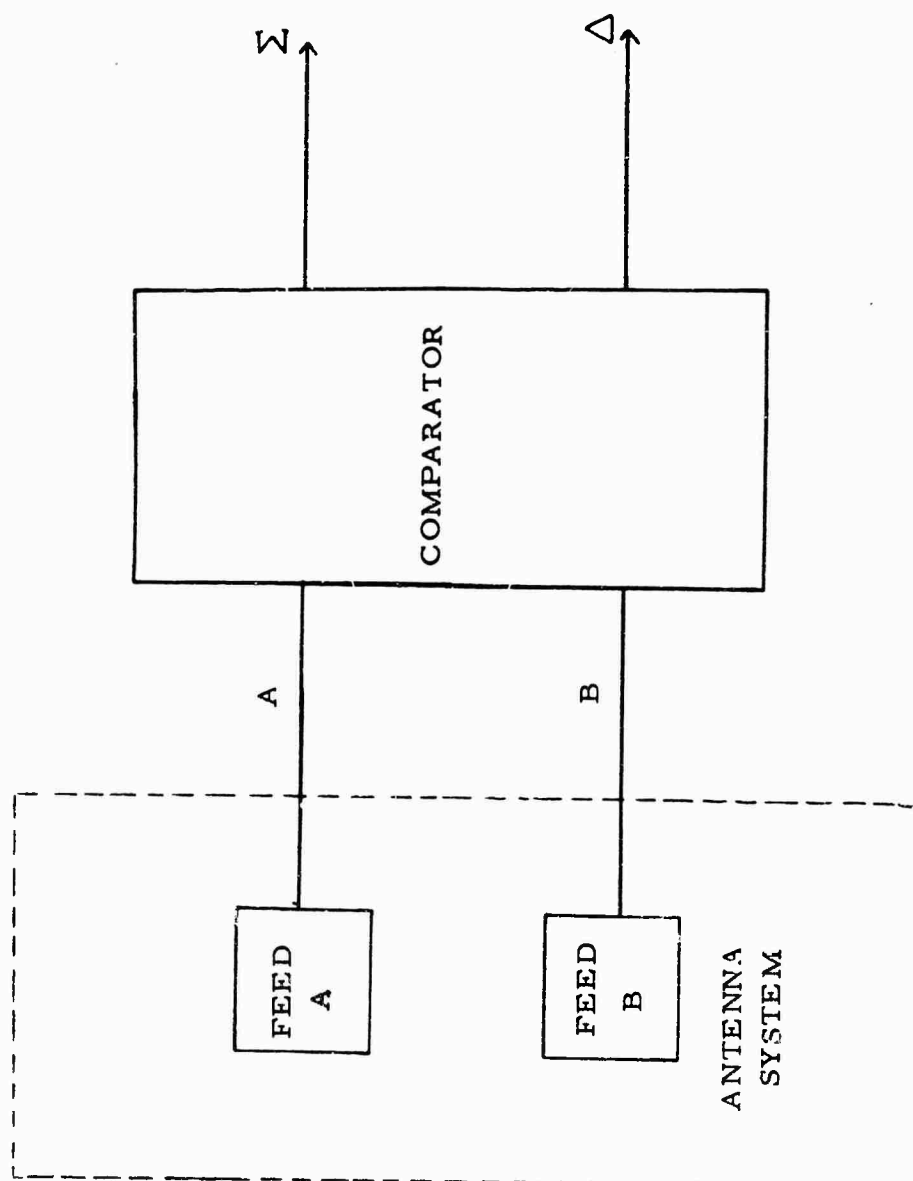 FEED
A
A
Σ
COMPARATOR
FEED
B
B
Δ
ANTENNA
SYSTEM